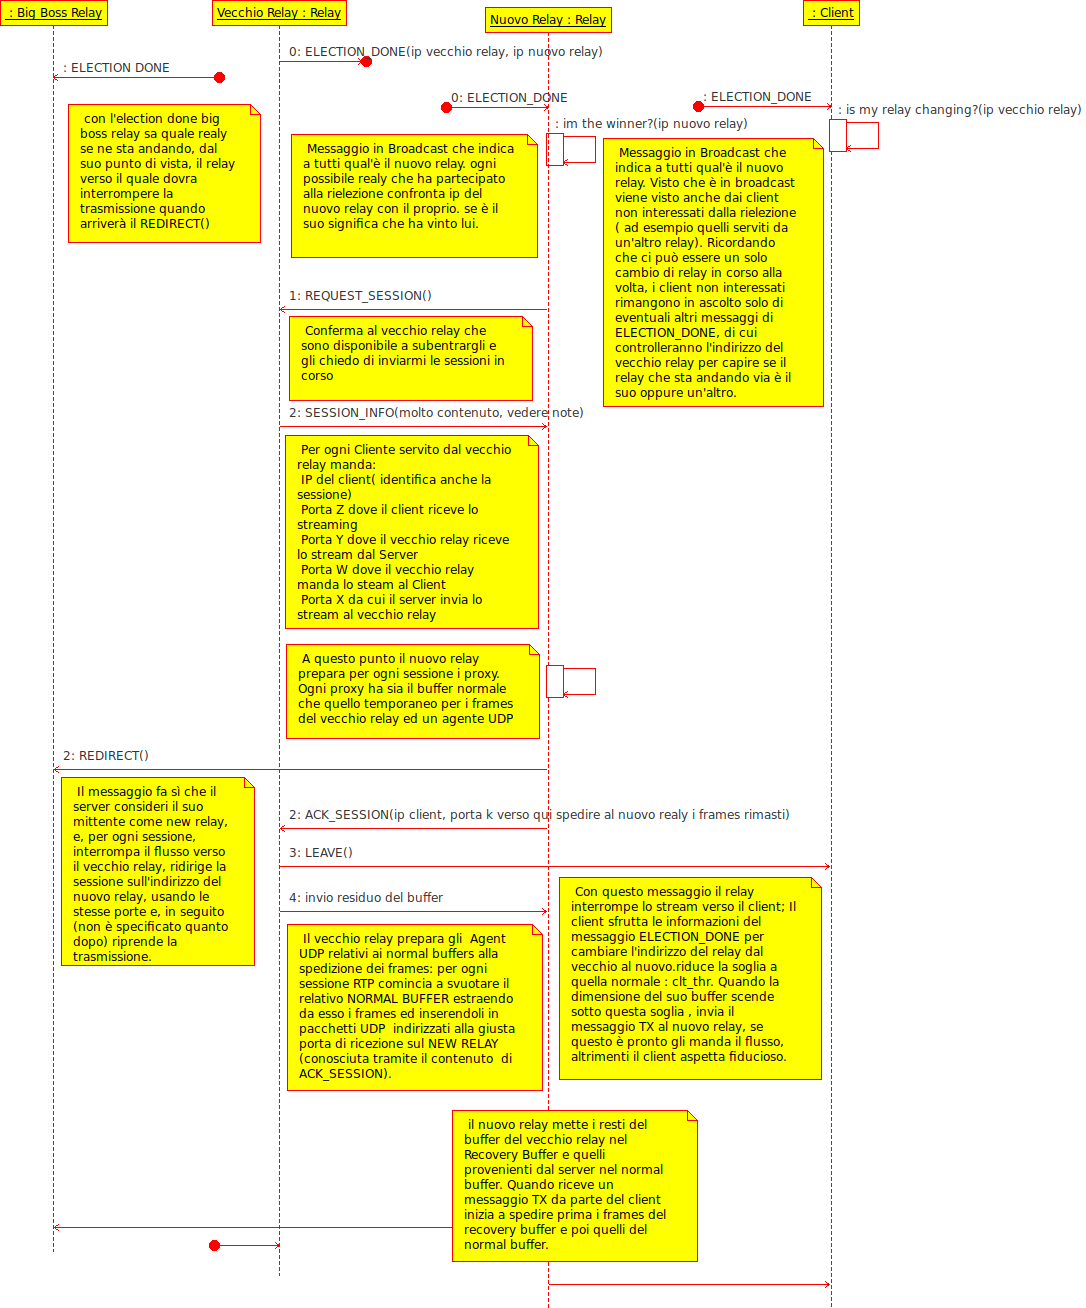 : Big Boss Relay
Vecchio Relay : Relay
Nuovo Relay : Relay
: Client
0: ELECTION_DONE(ip vecchio relay, ip nuovo relay)
: ELECTION DONE
0: ELECTION_DONE
: ELECTION_DONE
: is my relay changing?(ip vecchio relay)
: im the winner?(ip nuovo relay)
con l'election done big
boss relay sa quale realy
se ne sta andando, dal
suo punto di vista, il relay
verso il quale dovra
interrompere la
trasmissione quando
arriverà il REDIRECT()
Messaggio in Broadcast che indica
a tutti qual'è il nuovo relay. ogni
possibile realy che ha partecipato
alla rielezione confronta ip del
nuovo relay con il proprio. se è il
suo significa che ha vinto lui.
Messaggio in Broadcast che
indica a tutti qual'è il nuovo
relay. Visto che è in broadcast
viene visto anche dai client
non interessati dalla rielezione
( ad esempio quelli serviti da
un'altro relay). Ricordando
che ci può essere un solo
cambio di relay in corso alla
volta, i client non interessati
rimangono in ascolto solo di
eventuali altri messaggi di
ELECTION_DONE, di cui
controlleranno l'indirizzo del
vecchio relay per capire se il
relay che sta andando via è il
suo oppure un'altro.
1: REQUEST_SESSION()
Conferma al vecchio relay che
sono disponibile a subentrargli e
gli chiedo di inviarmi le sessioni in
corso
2: SESSION_INFO(molto contenuto, vedere note)
Per ogni Cliente servito dal vecchio
relay manda:
IP del client( identifica anche la
sessione)
Porta Z dove il client riceve lo
streaming
Porta Y dove il vecchio relay riceve
lo stream dal Server
Porta W dove il vecchio relay
manda lo steam al Client
Porta X da cui il server invia lo
stream al vecchio relay
A questo punto il nuovo relay
prepara per ogni sessione i proxy.
Ogni proxy ha sia il buffer normale
che quello temporaneo per i frames
del vecchio relay ed un agente UDP
2: REDIRECT()
Il messaggio fa sì che il
server consideri il suo
mittente come new relay,
e, per ogni sessione,
interrompa il flusso verso
il vecchio relay, ridirige la
sessione sull'indirizzo del
nuovo relay, usando le
stesse porte e, in seguito
(non è specificato quanto
dopo) riprende la
trasmissione.
2: ACK_SESSION(ip client, porta k verso qui spedire al nuovo realy i frames rimasti)
3: LEAVE()
4: invio residuo del buffer
Il vecchio relay prepara gli  Agent
UDP relativi ai normal buffers alla
spedizione dei frames: per ogni
sessione RTP comincia a svuotare il
relativo NORMAL BUFFER estraendo
da esso i frames ed inserendoli in
pacchetti UDP  indirizzati alla giusta
porta di ricezione sul NEW RELAY
(conosciuta tramite il contenuto  di
ACK_SESSION).
Con questo messaggio il relay
interrompe lo stream verso il client; Il
client sfrutta le informazioni del
messaggio ELECTION_DONE per
cambiare l'indirizzo del relay dal
vecchio al nuovo.riduce la soglia a
quella normale : clt_thr. Quando la
dimensione del suo buffer scende
sotto questa soglia , invia il
messaggio TX al nuovo relay, se
questo è pronto gli manda il flusso,
altrimenti il client aspetta fiducioso.
il nuovo relay mette i resti del
buffer del vecchio relay nel
Recovery Buffer e quelli
provenienti dal server nel normal
buffer. Quando riceve un
messaggio TX da parte del client
inizia a spedire prima i frames del
recovery buffer e poi quelli del
normal buffer.